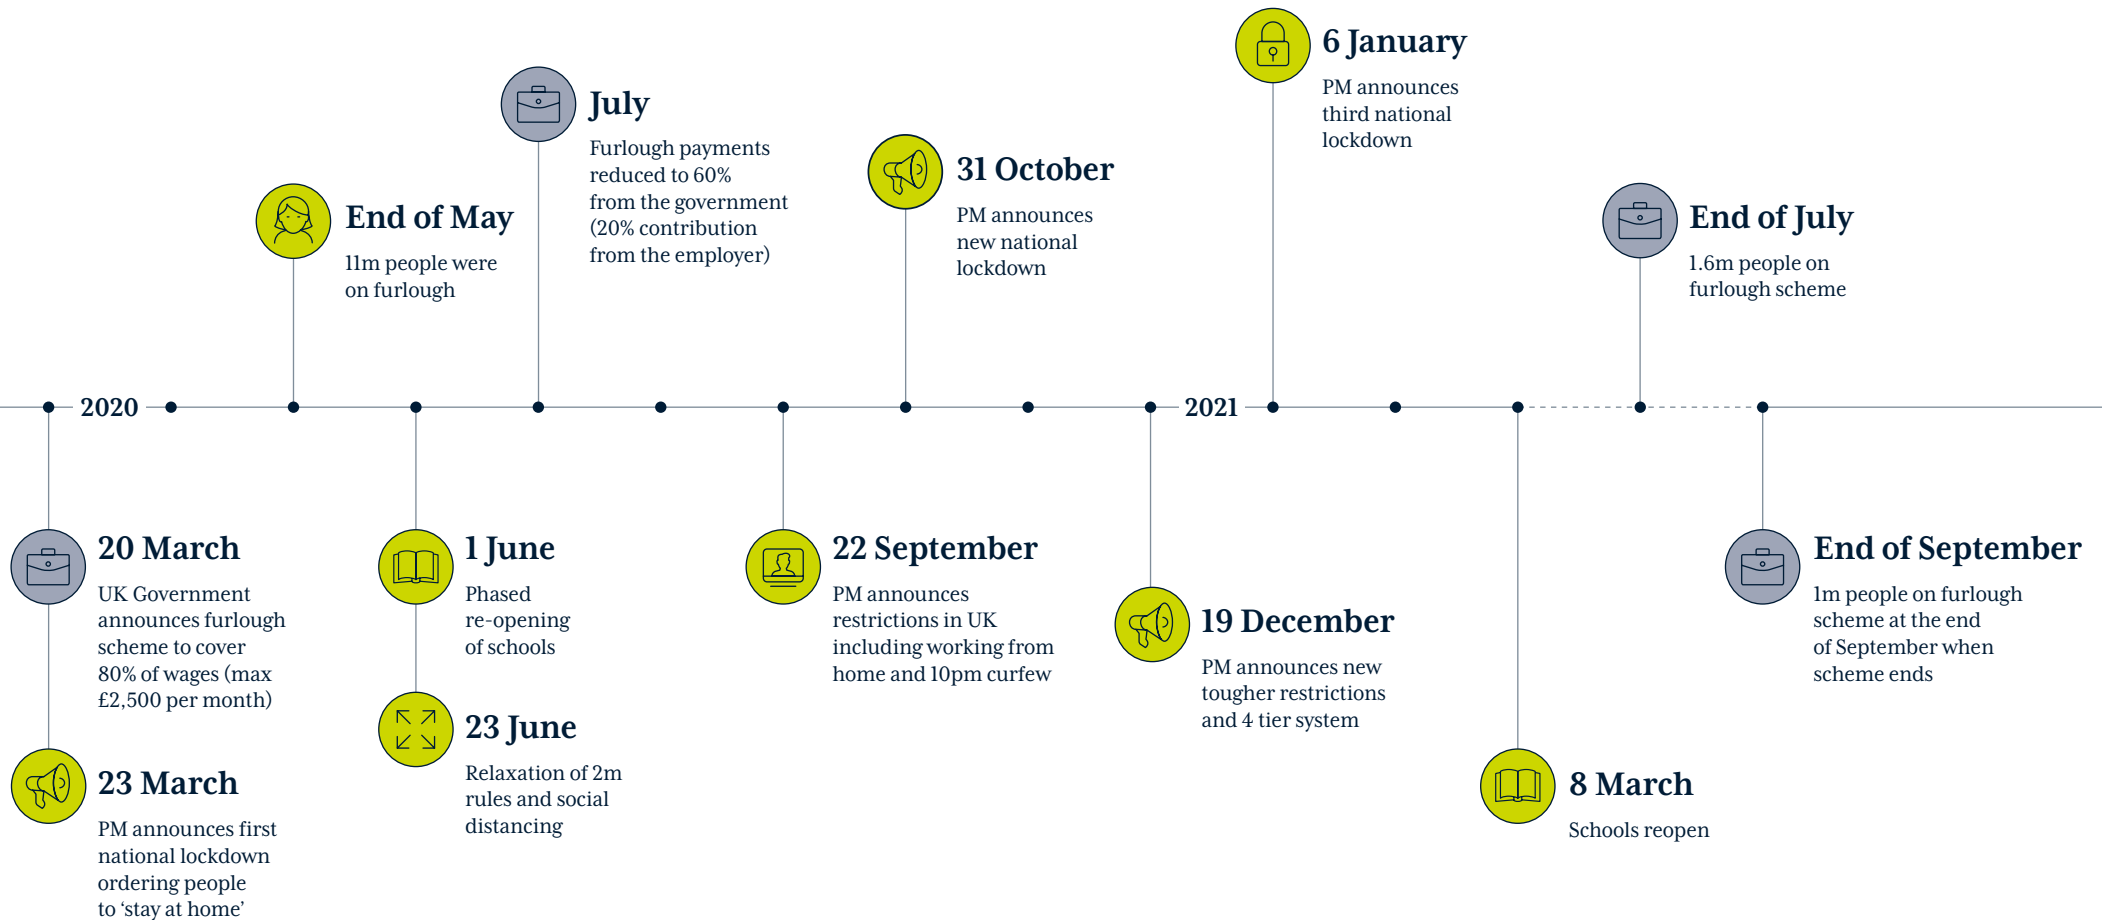 6 January
PM announces
third national
lockdown
July
Furlough payments
reduced to 60%
from the government
(20% contribution
from the employer)
31 October
PM announces
new national
lockdown
End of May
11m people were
on furlough
End of July
1.6m people on
furlough scheme
2020
2021
20 March
UK Government
announces furlough
scheme to cover
80% of wages (max
£2,500 per month)
23 March
PM announces first
national lockdown
ordering people
to ‘stay at home’
1 June
Phased
re-opening
of schools
23 June
Relaxation of 2m
rules and social
distancing
22 September
PM announces
restrictions in UK
including working from
home and 10pm curfew
19 December
PM announces new
tougher restrictions
and 4 tier system
8 March
Schools reopen
End of September
1m people on furlough
scheme at the end
of September when
scheme ends